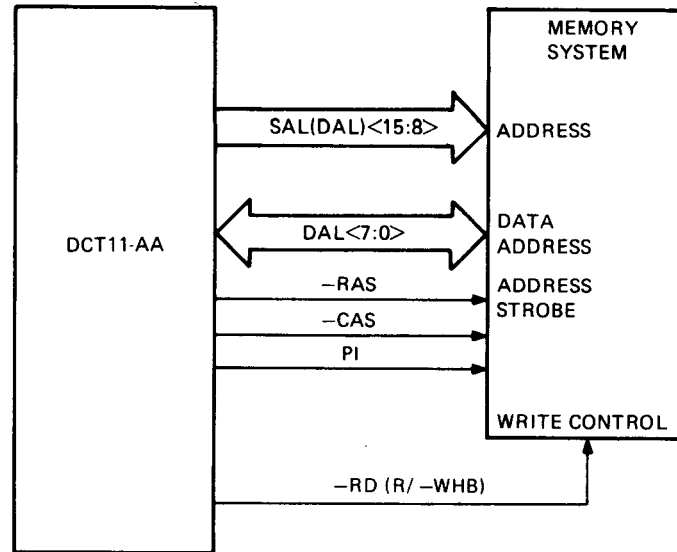 MEMORY
SYSTEM
SAL(DAL)<15:8>
ADDRESS
DCT11-AA
DAL<7:0>
DATA
ADDRESS
−RAS
ADDRESS
STROBE
−CAS
PI
WRITE CONTROL
−RD (R/ −WHB)